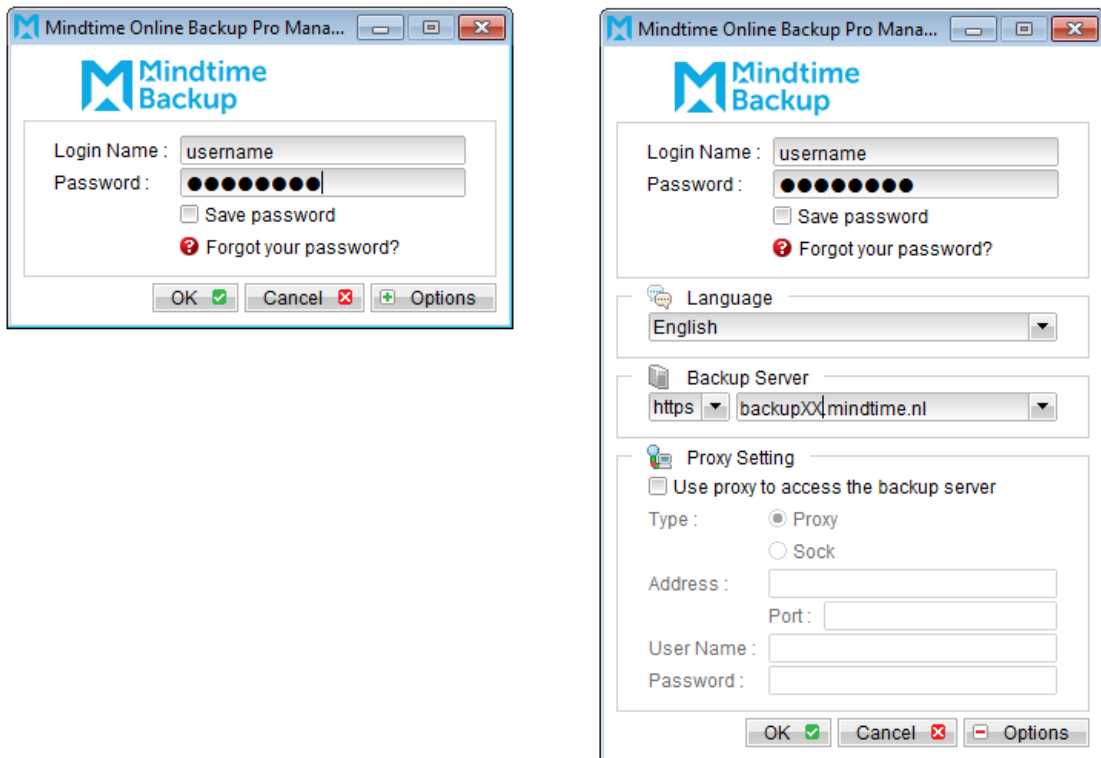 Mindtime Online Backup Pro Mana...
Mindtime
Backup
Login Name : username
Password : ●●●●●●●●
Save password
Forgot your password?
OK Cancel Options
Mindtime Online Backup Pro Mana...
Mindtime
Backup
Login Name : username
Password : ●●●●●●●●
Save password
Forgot your password?
Language
English
Backup Server
https backupXX.mindtime.nl
Proxy Setting
Use proxy to access the backup server
Type : Proxy
Sock
Address :
Port :
User Name :
Password :
OK Cancel Options